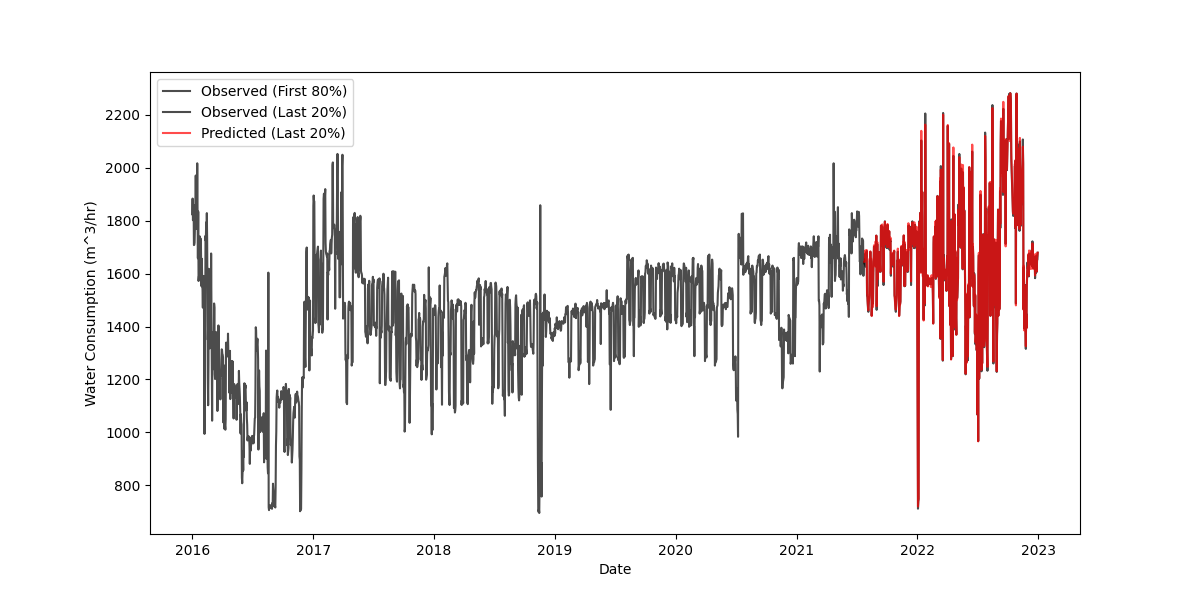 Observed (First 80%)
Observed (Last 20%)
Predicted (Last 20%)
Water Consumption (m^3/hr)
2200
2000
1800
1600
1400
1200
1000
800
2016 2017 2018 2019 2020 2021 2022 2023
Date